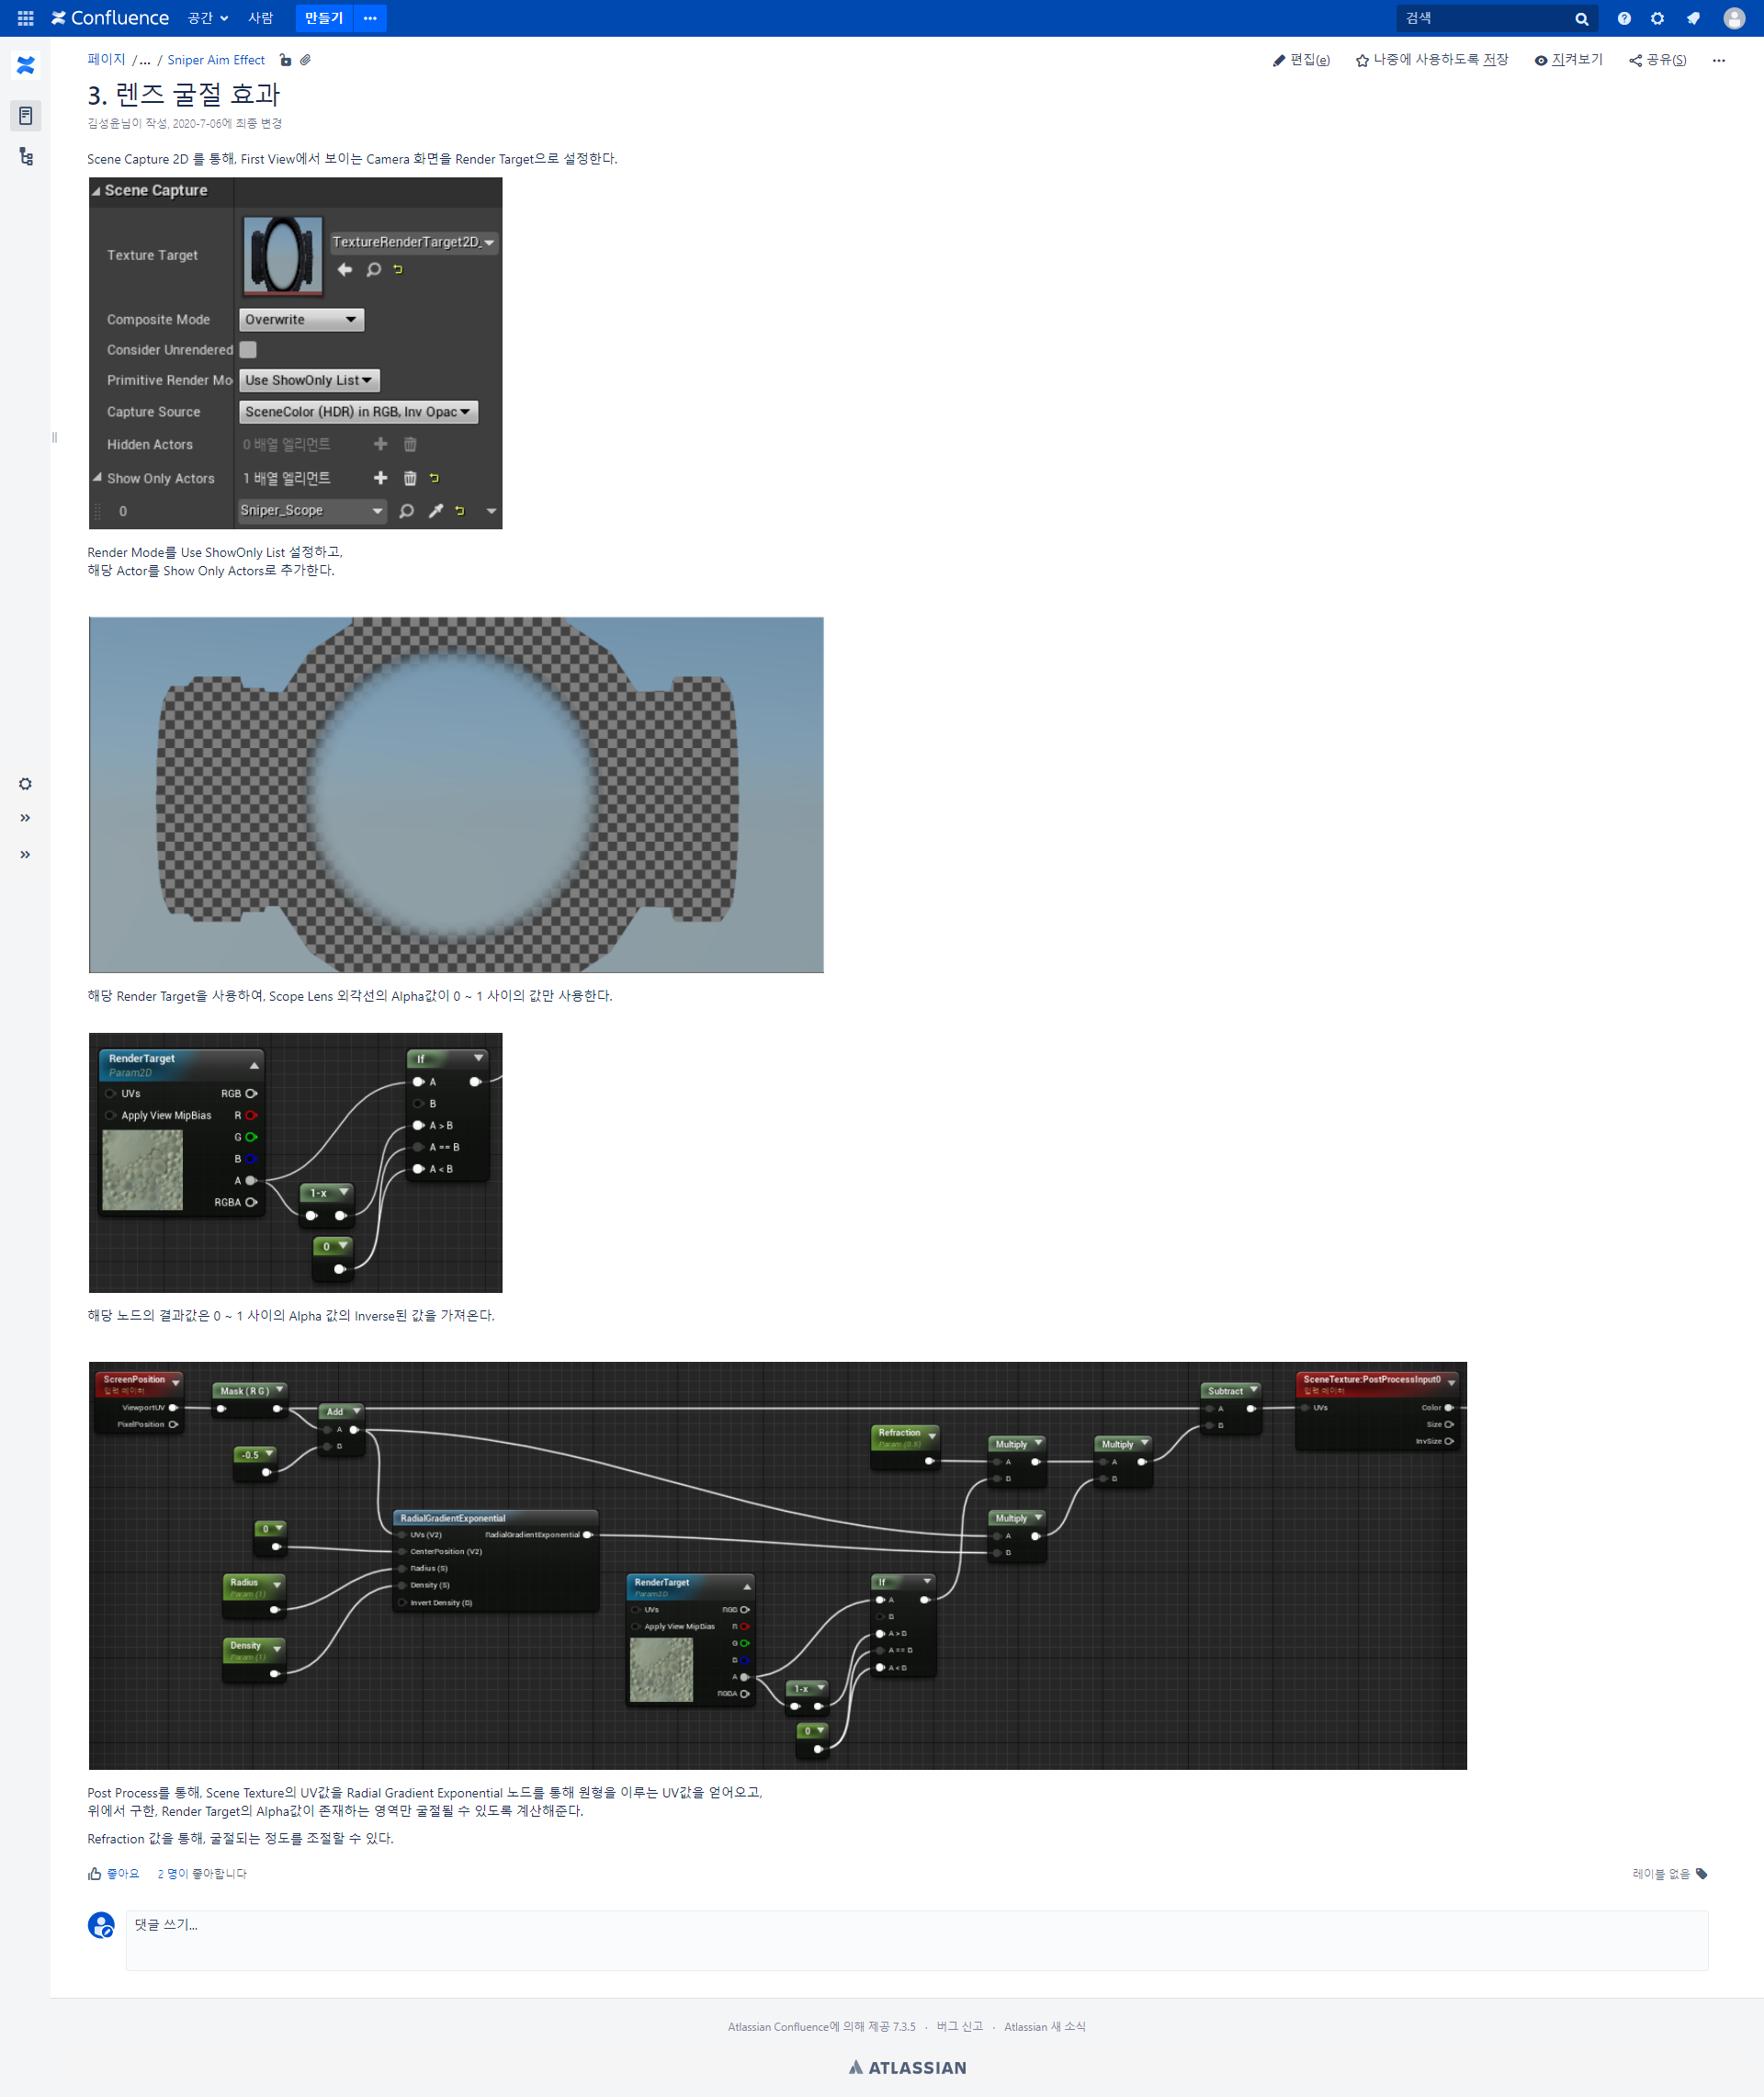 Confluence 공간 사람 만들기 ··· 검색
페이지 /... / Sniper Aim Effect
편집(e) 나중에 사용하도록 저장 지켜보기 공유(S) ···
3. 렌즈 굴절 효과
김성윤님이 작성, 2020-7-06에 최종 변경
Scene Capture 2D 를 통해, First View에서 보이는 Camera 화면을 Render Target으로 설정한다.
Scene Capture
Texture Target TextureRenderTarget2D_
Composite Mode Overwrite
Consider Unrendered
Primitive Render Mo Use ShowOnly List
Capture Source SceneColor (HDR) in RGB, Inv Opac
Hidden Actors 0 배열 엘리먼트
Show Only Actors 1 배열 엘리먼트
0 Sniper_Scope
Render Mode를 Use ShowOnly List 설정하고,
해당 Actor를 Show Only Actors로 추가한다.
해당 Render Target을 사용하여, Scope Lens 외각선의 Alpha값이 0 ~ 1 사이의 값만 사용한다.
RenderTarget
Param2D
UVs RGB
Apply View MipBias R
G
B
A
RGBA
1-x
0
If
A
B
A > B
A == B
A < B
해당 노드의 결과값은 0 ~ 1 사이의 Alpha 값의 Inverse된 값을 가져온다.
ScreenPosition
입력 데이터
ViewportUV
PixelPosition
Mask ( R G )
Add
A
B
-0.5
0
Radius
Param (1)
Density
Param (1)
RadialGradientExponential
UVs (V2) RadialGradientExponential
CenterPosition (V2)
Radius (S)
Density (S)
Invert Density (B)
RenderTarget
Param2D
UVs RGB
Apply View MipBias R
G
B
A
RGBA
1-x
0
If
A
B
A > B
A == B
A < B
Refraction
Param (0.5)
Multiply
A
B
Multiply
A
B
Multiply
A
B
Subtract
A
B
SceneTexture:PostProcessInput0
입력 데이터
UVs Color
Size
InvSize
Post Process를 통해, Scene Texture의 UV값을 Radial Gradient Exponential 노드를 통해 원형을 이루는 UV값을 얻어오고,
위에서 구한, Render Target의 Alpha값이 존재하는 영역만 굴절될 수 있도록 계산해준다.
Refraction 값을 통해, 굴절되는 정도를 조절할 수 있다.
좋아요 2 명이 좋아합니다 레이블 없음
댓글 쓰기...
Atlassian Confluence에 의해 제공 7.3.5 · 버그 신고 · Atlassian 새 소식
ATLASSIAN